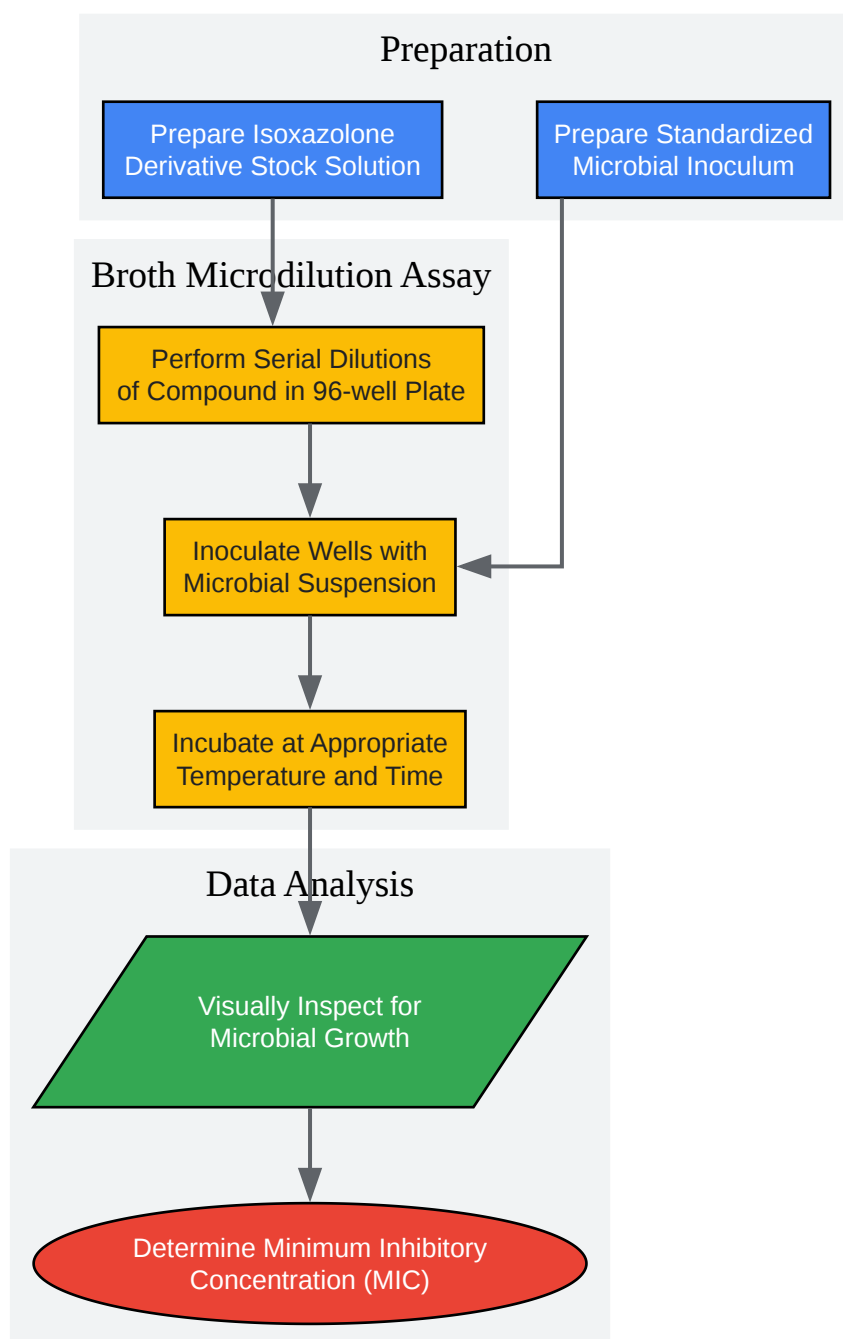 Preparation
Prepare Isoxazolone
Derivative Stock Solution
Prepare Standardized
Microbial Inoculum
Broth Microdilution Assay
Perform Serial Dilutions
of Compound in 96-well Plate
Inoculate Wells with
Microbial Suspension
Incubate at Appropriate
Temperature and Time
Data Analysis
Visually Inspect for
Microbial Growth
Determine Minimum Inhibitory
Concentration (MIC)